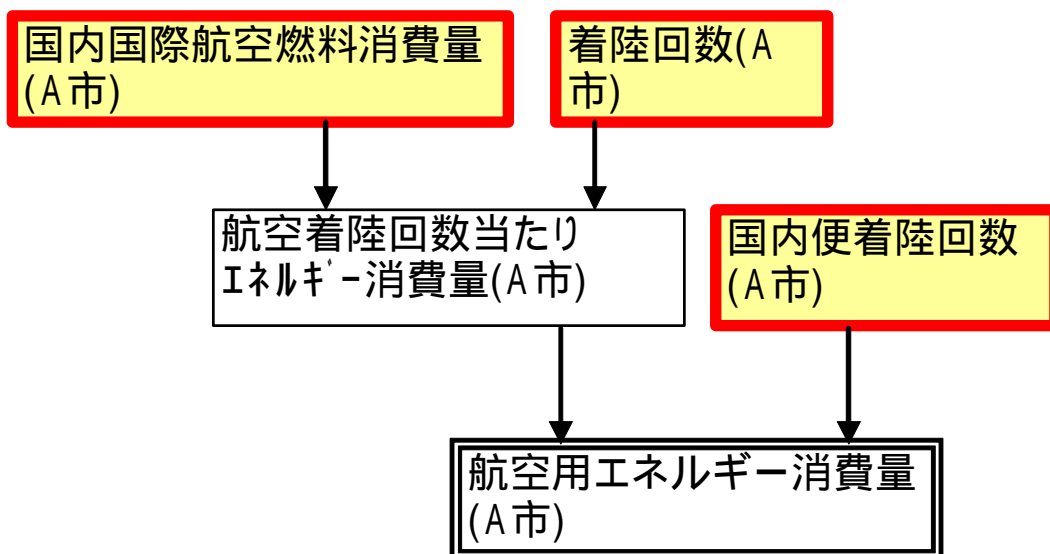 国内国際航空燃料消費量
(A市)
着陸回数(A
市)
航空着陸回数当たり
ｴﾈﾙｷﾞｰ消費量(A市)
国内便着陸回数
(A市)
航空用エネルギー消費量
(A市)